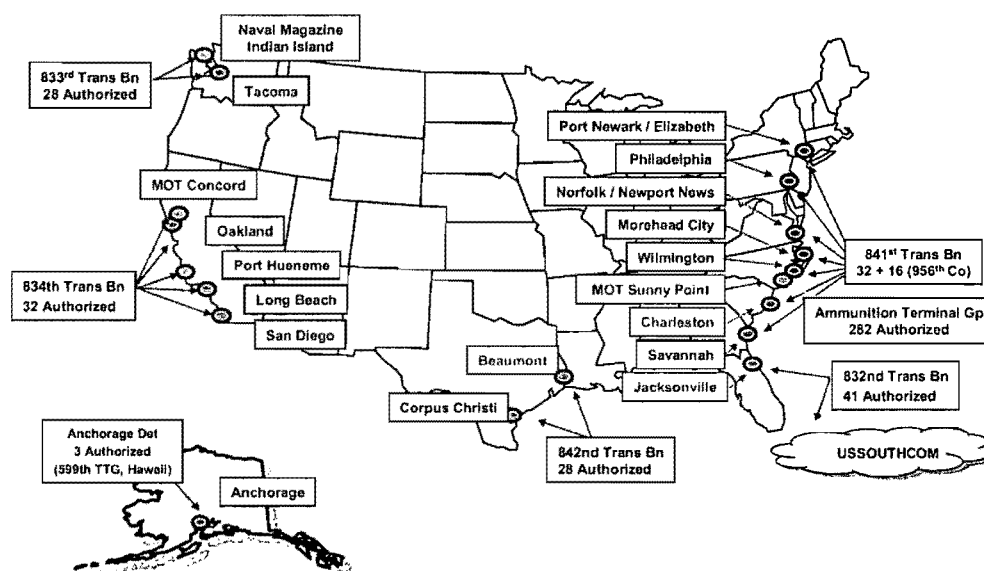 Naval Magazine
Indian Island
833rd Trans Bn
28 Authorized
Tacoma
MOT Concord
Oakland
Port Hueneme
834th Trans Bn
32 Authorized
Long Beach
San Diego
Port Newark / Elizabeth
Philadelphia
Norfolk / Newport News
Morehead City
Wilmington
841st Trans Bn
32 + 16 (956th Co)
MOT Sunny Point
Ammunition Terminal Gp
282 Authorized
Charleston
Savannah
Jacksonville
832nd Trans Bn
41 Authorized
Beaumont
Corpus Christi
842nd Trans Bn
28 Authorized
USSOUTHCOM
Anchorage Det
3 Authorized
(599th TTG, Hawaii)
Anchorage